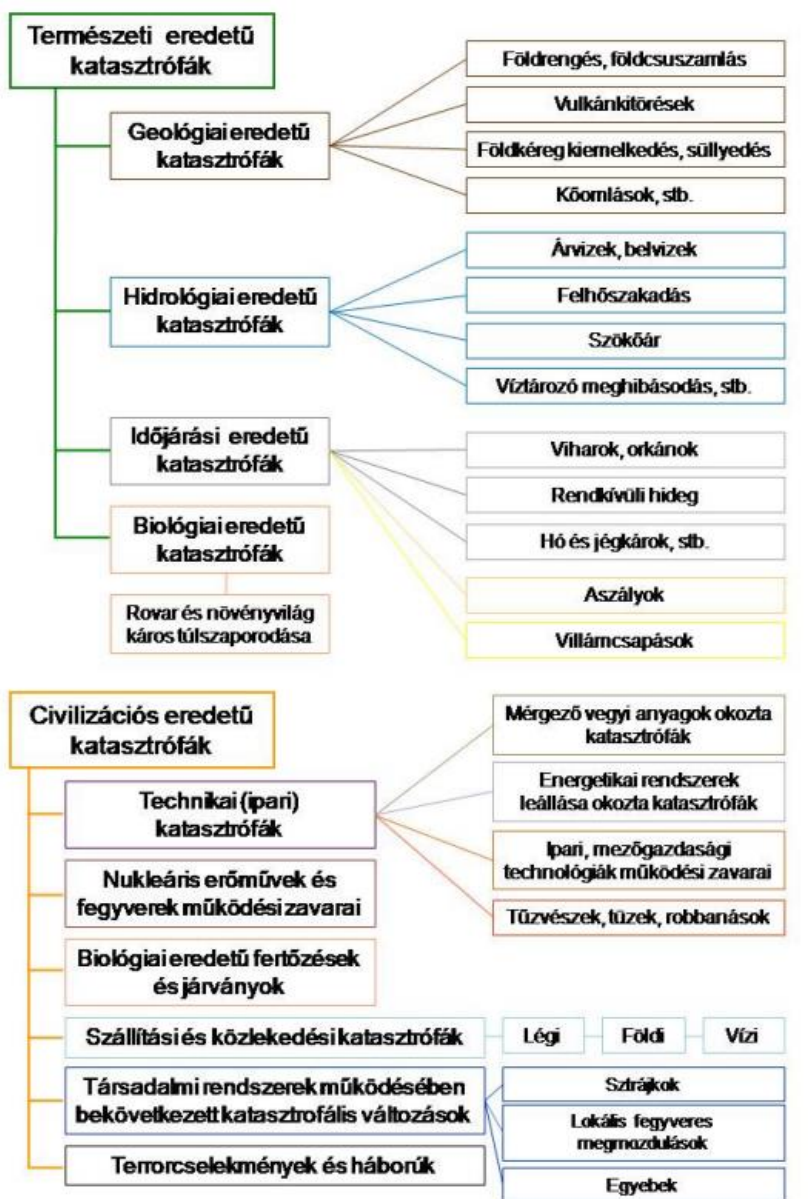 Természeti eredetű
katasztrófák
Geológiai eredetű
katasztrófák
Földrengés, földcsuszamlás
Vulkánkitörések
Földkéreg kiemelkedés, süllyedés
Kőomlások, stb.
Hidrológiai eredetű
katasztrófák
Árvizek, belvizek
Felhőszakadás
Szökőár
Víztározó meghibásodás, stb.
Időjárási eredetű
katasztrófák
Viharok, orkánok
Rendkívüli hideg
Hó és jégkárok, stb.
Aszályok
Villámcsapások
Biológiai eredetű
katasztrófák
Rovar és növényvilág
káros túlszaporodása
Civilizációs eredetű
katasztrófák
Technikai (ipari)
katasztrófák
Mérgező vegyi anyagok okozta
katasztrófák
Energetikai rendszerek
leállása okozta katasztrófák
Ipari, mezőgazdasági
technológiák működési zavarai
Tűzvészek, tüzek, robbanások
Nukleáris erőművek és
fegyverek működési zavarai
Biológiai eredetű fertőzések
és járványok
Szállítási és közlekedési katasztrófák
Légi
Földi
Vízi
Társadalmi rendszerek működésében
bekövetkezett katasztrofális változások
Sztrájkok
Lokális fegyveres
megmozdulások
Egyebek
Terrorcselekmények és háborúk